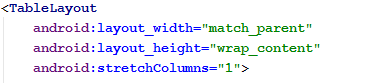 <TableLayout
android:layout_width="match_parent"
android:layout_height="wrap_content"
android:stretchColumns="1">